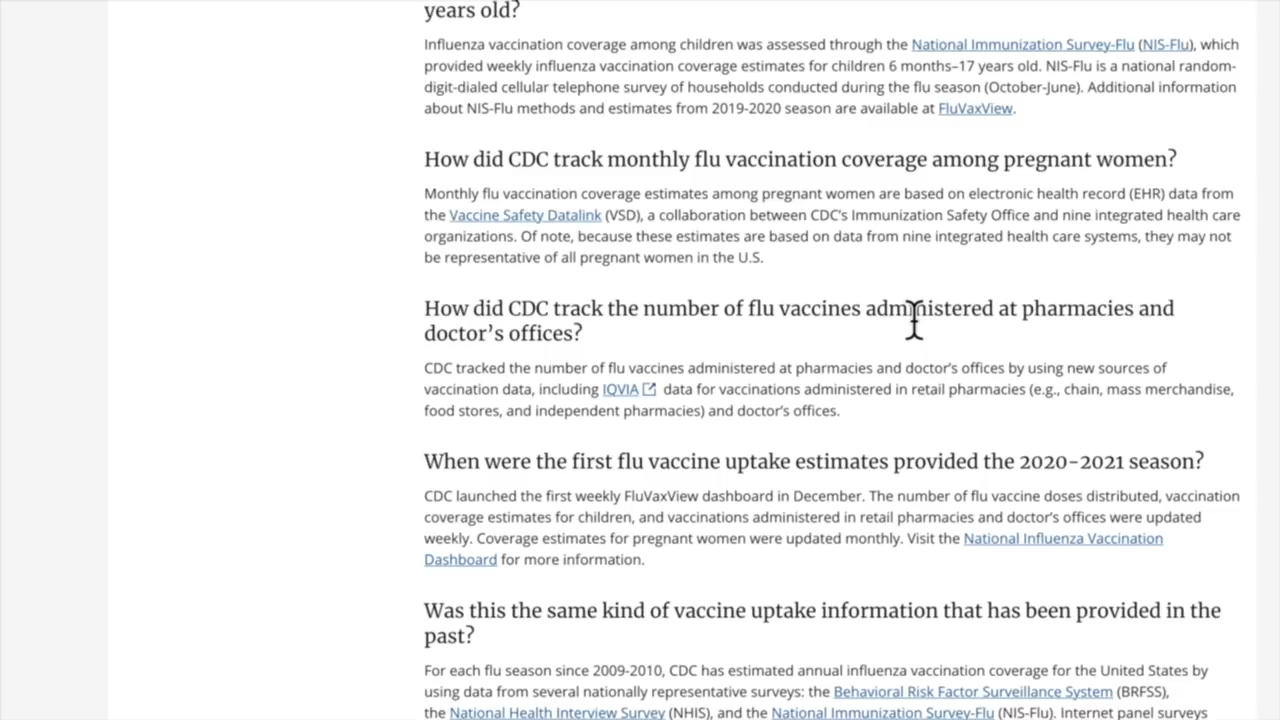 years old?
Influenza vaccination coverage among children was assessed through the National Immunization Survey-Flu (NIS-Flu), which
provided weekly influenza vaccination coverage estimates for children 6 months–17 years old. NIS-Flu is a national random-
digit-dialed cellular telephone survey of households conducted during the flu season (October-June). Additional information
about NIS-Flu methods and estimates from 2019-2020 season are available at FluVaxView.
How did CDC track monthly flu vaccination coverage among pregnant women?
Monthly flu vaccination coverage estimates among pregnant women are based on electronic health record (EHR) data from
the Vaccine Safety Datalink (VSD), a collaboration between CDC's Immunization Safety Office and nine integrated health care
organizations. Of note, because these estimates are based on data from nine integrated health care systems, they may not
be representative of all pregnant women in the U.S.
How did CDC track the number of flu vaccines administered at pharmacies and
doctor's offices?
CDC tracked the number of flu vaccines administered at pharmacies and doctor's offices by using new sources of
vaccination data, including IQVIA data for vaccinations administered in retail pharmacies (e.g., chain, mass merchandise,
food stores, and independent pharmacies) and doctor's offices.
When were the first flu vaccine uptake estimates provided the 2020-2021 season?
CDC launched the first weekly FluVaxView dashboard in December. The number of flu vaccine doses distributed, vaccination
coverage estimates for children, and vaccinations administered in retail pharmacies and doctor's offices were updated
weekly. Coverage estimates for pregnant women were updated monthly. Visit the National Influenza Vaccination
Dashboard for more information.
Was this the same kind of vaccine uptake information that has been provided in the
past?
For each flu season since 2009-2010, CDC has estimated annual influenza vaccination coverage for the United States by
using data from several nationally representative surveys: the Behavioral Risk Factor Surveillance System (BRFSS),
the National Health Interview Survey (NHIS), and the National Immunization Survey-Flu (NIS-Flu). Internet panel surveys